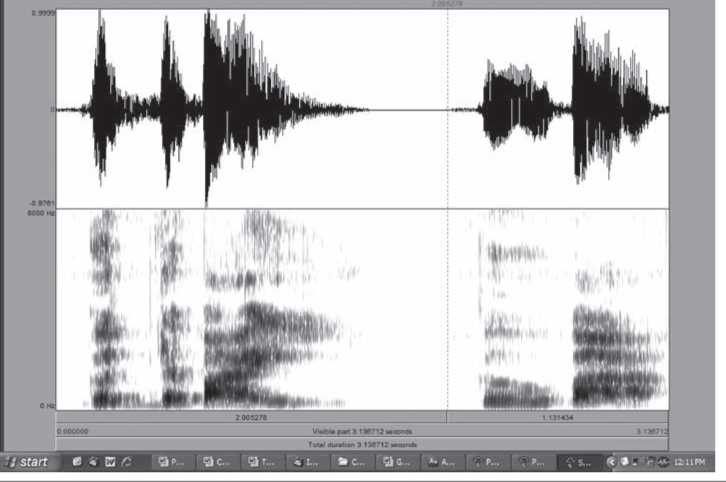 2.005278
0.9999
0
-0.9761
6000 Hz
0 Hz
2.005278 1.131434
0.000000 Visible part 3.136712 seconds 3.136712
Total duration 3.136712 seconds
start P... C... T... I... C... G... A... P... P... S... 12:11 PM